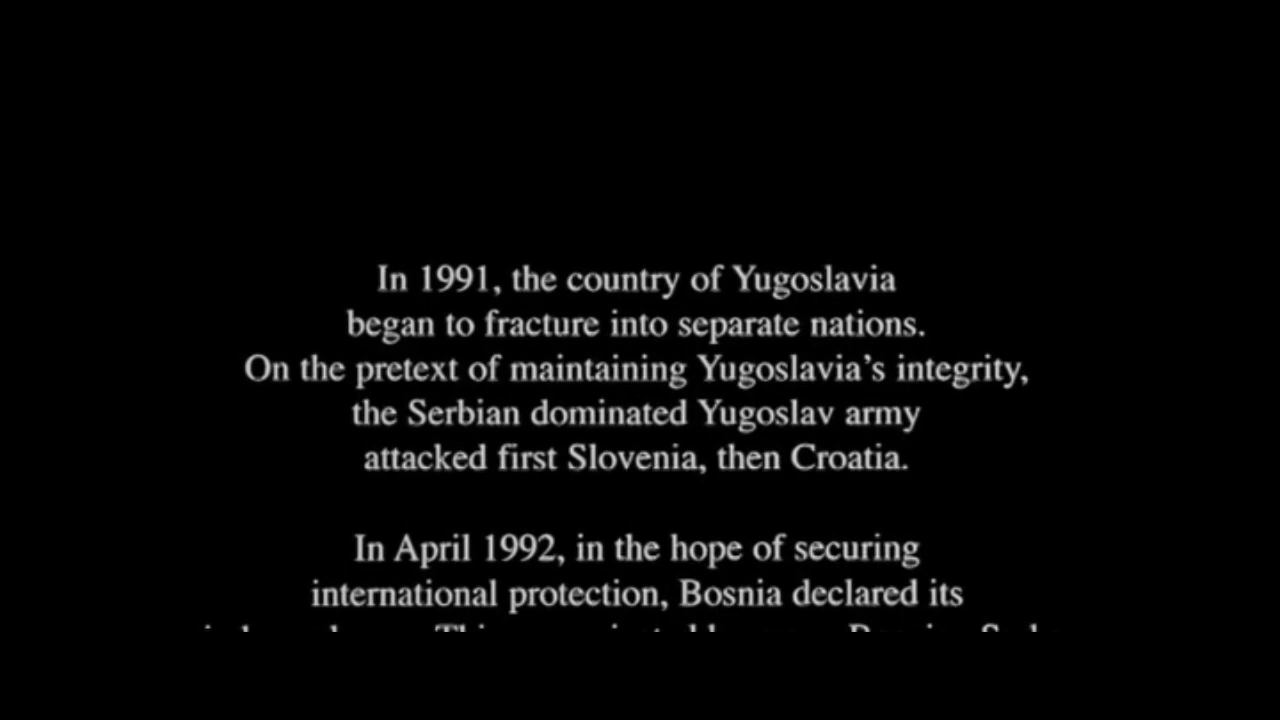 In 1991, the country of Yugoslavia
began to fracture into separate nations.
On the pretext of maintaining Yugoslavia's integrity,
the Serbian dominated Yugoslav army
attacked first Slovenia, then Croatia.
In April 1992, in the hope of securing
international protection, Bosnia declared its